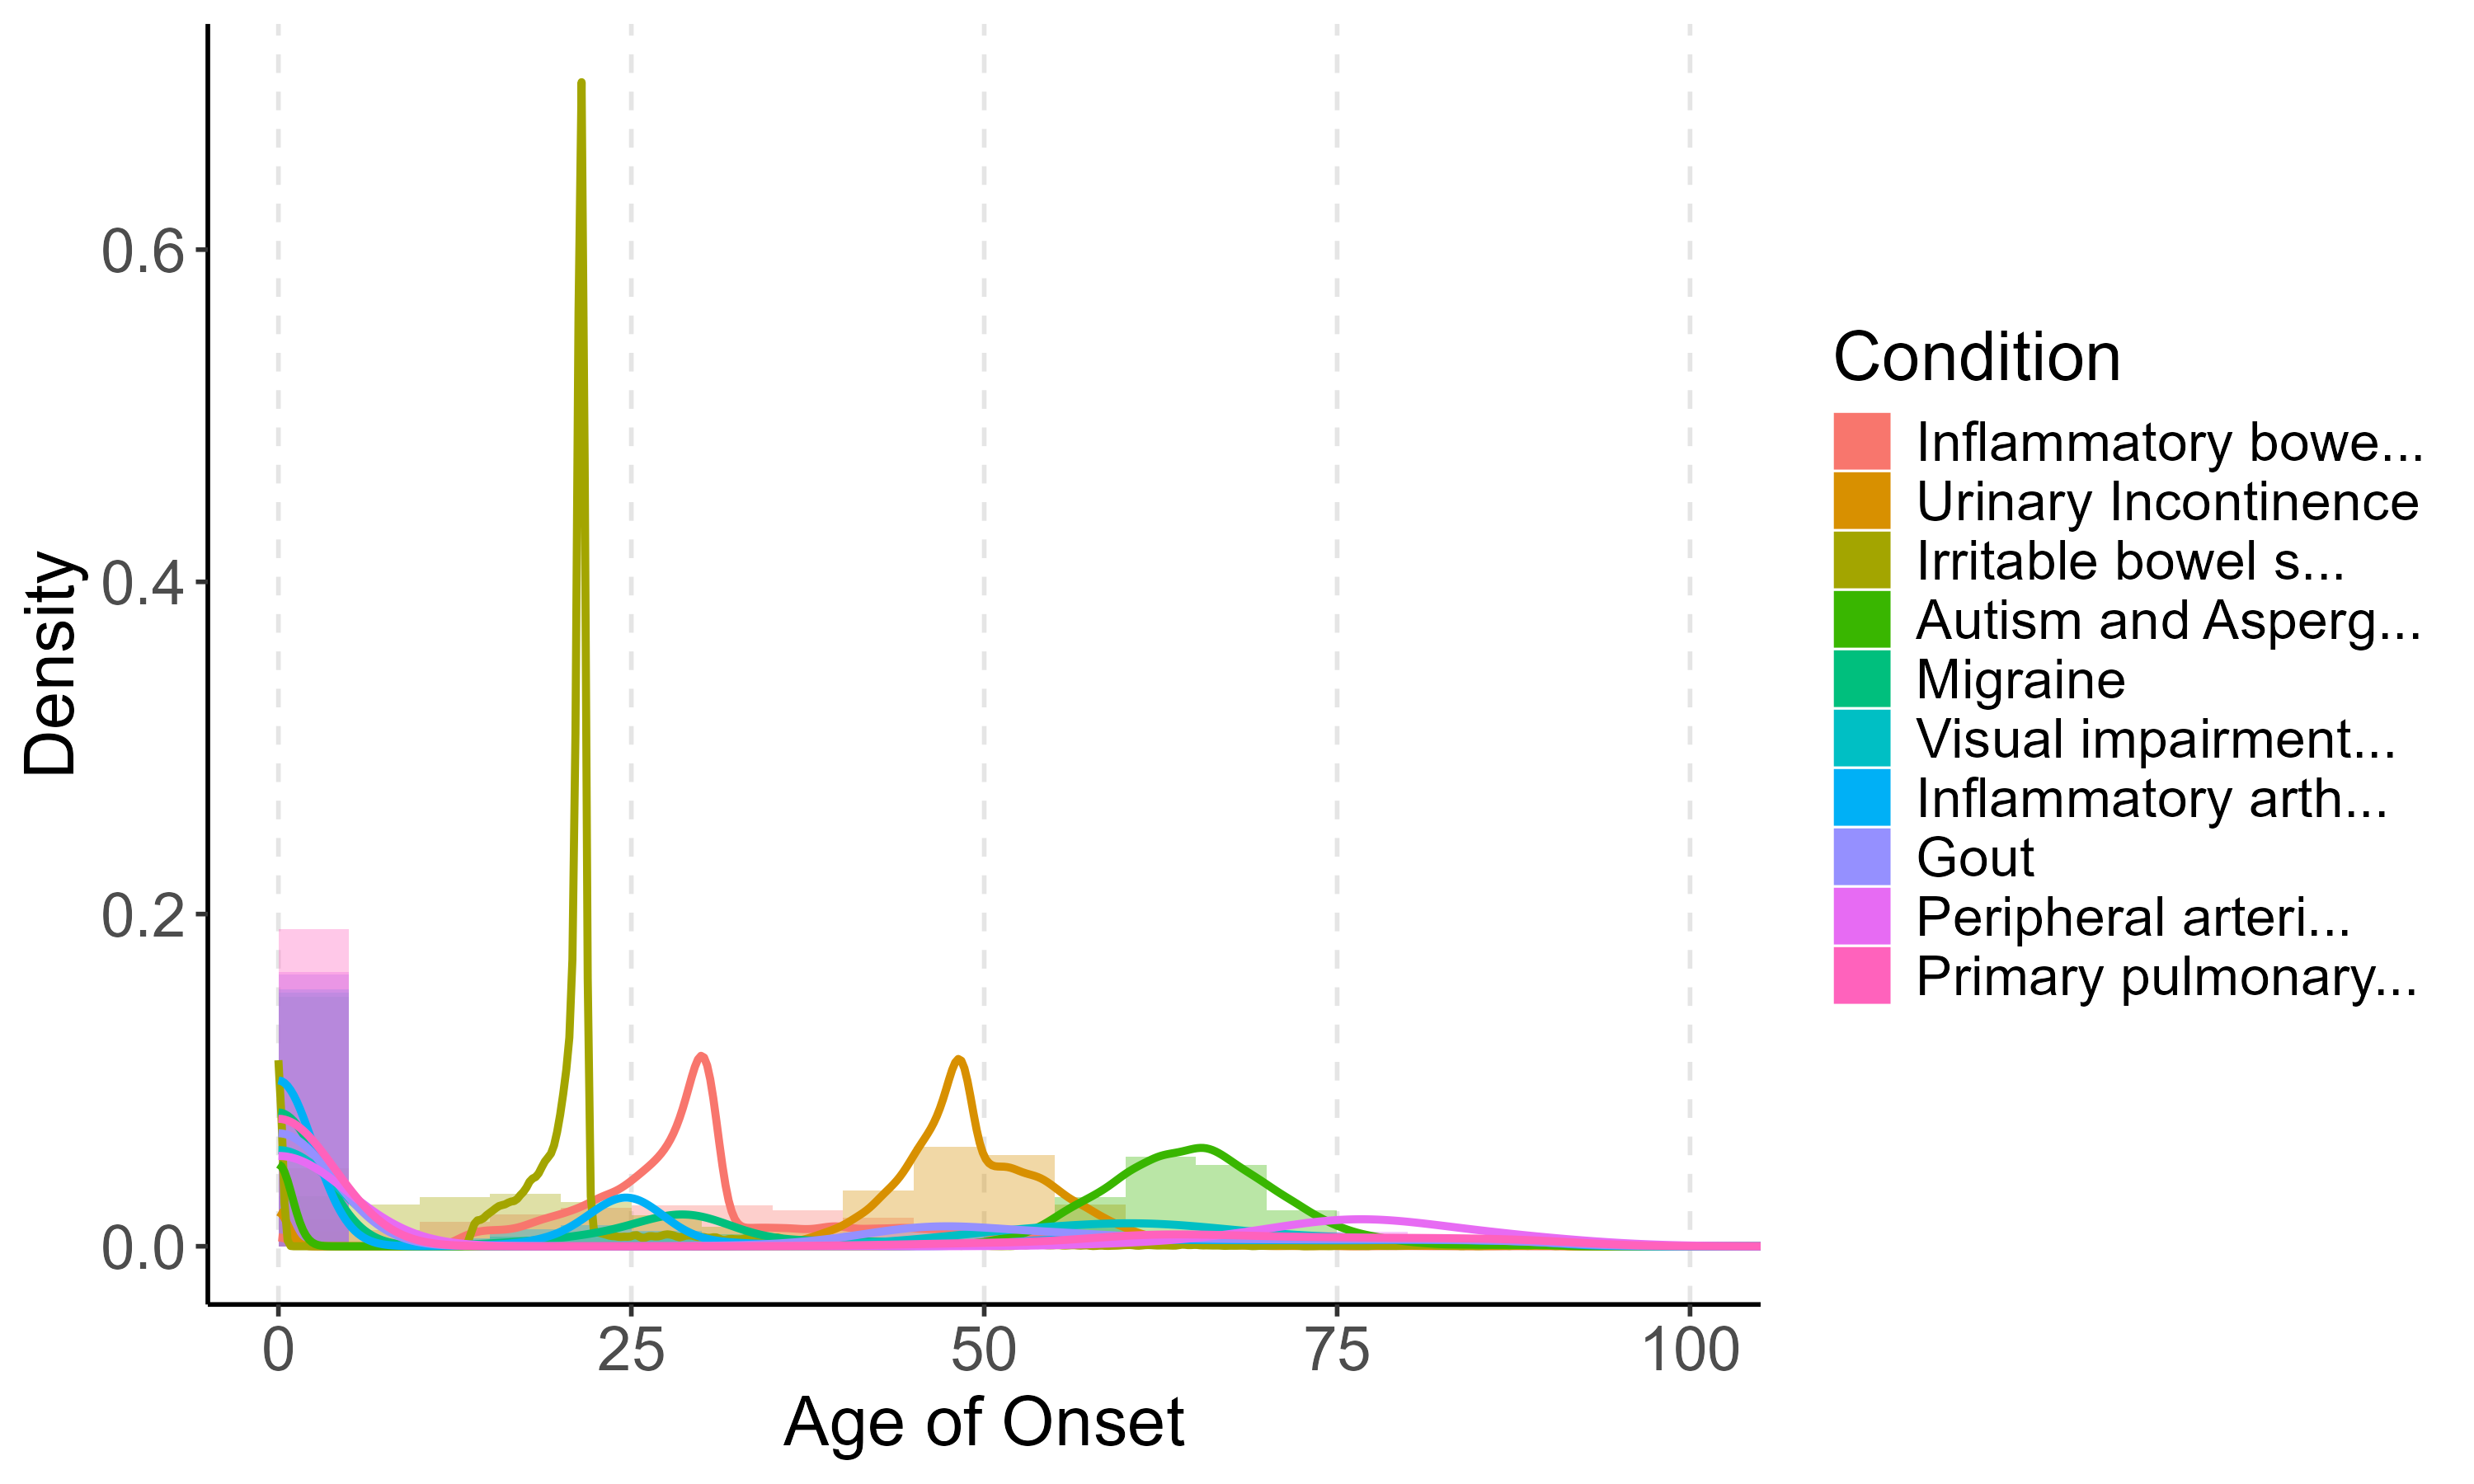 Density
0.6
0.4
0.2
0.0
0 25 50 75 100
Age of Onset
Condition
Inflammatory bowe...
Urinary Incontinence
Irritable bowel s...
Autism and Asperg...
Migraine
Visual impairment...
Inflammatory arth...
Gout
Peripheral arteri...
Primary pulmonary...